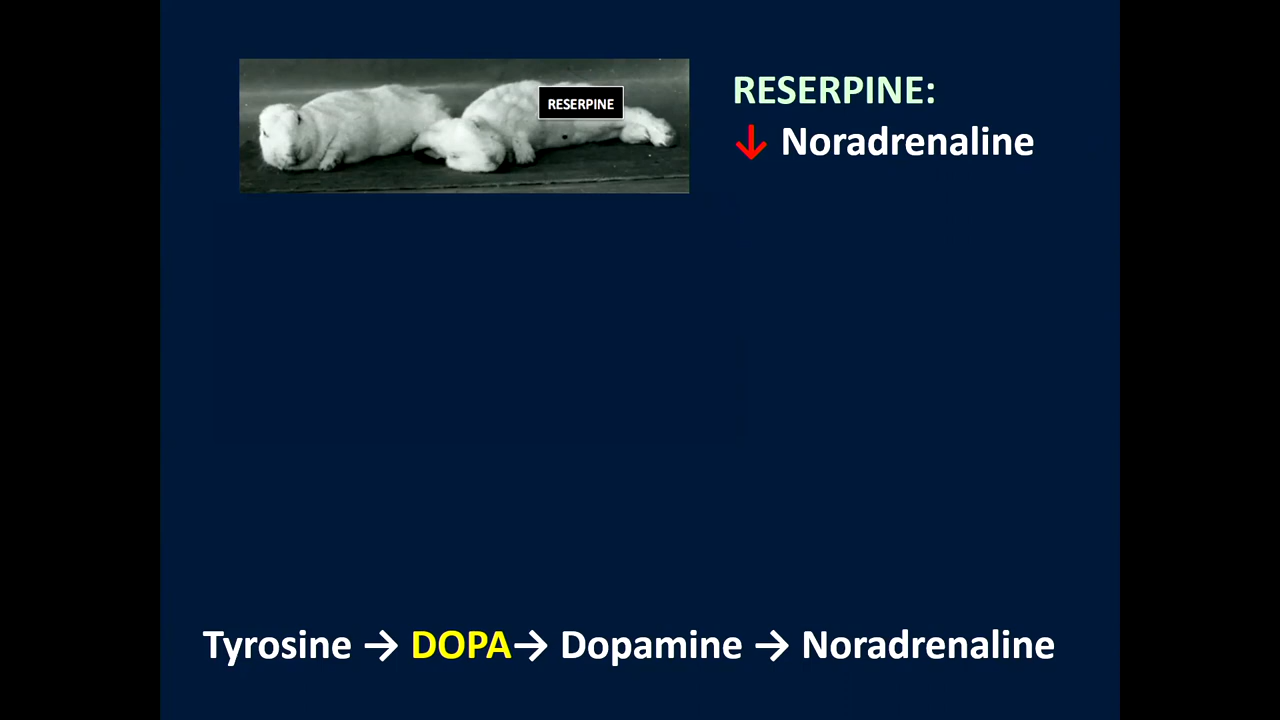 RESERPINE
RESERPINE:
↓ Noradrenaline
Tyrosine → DOPA→ Dopamine → Noradrenaline